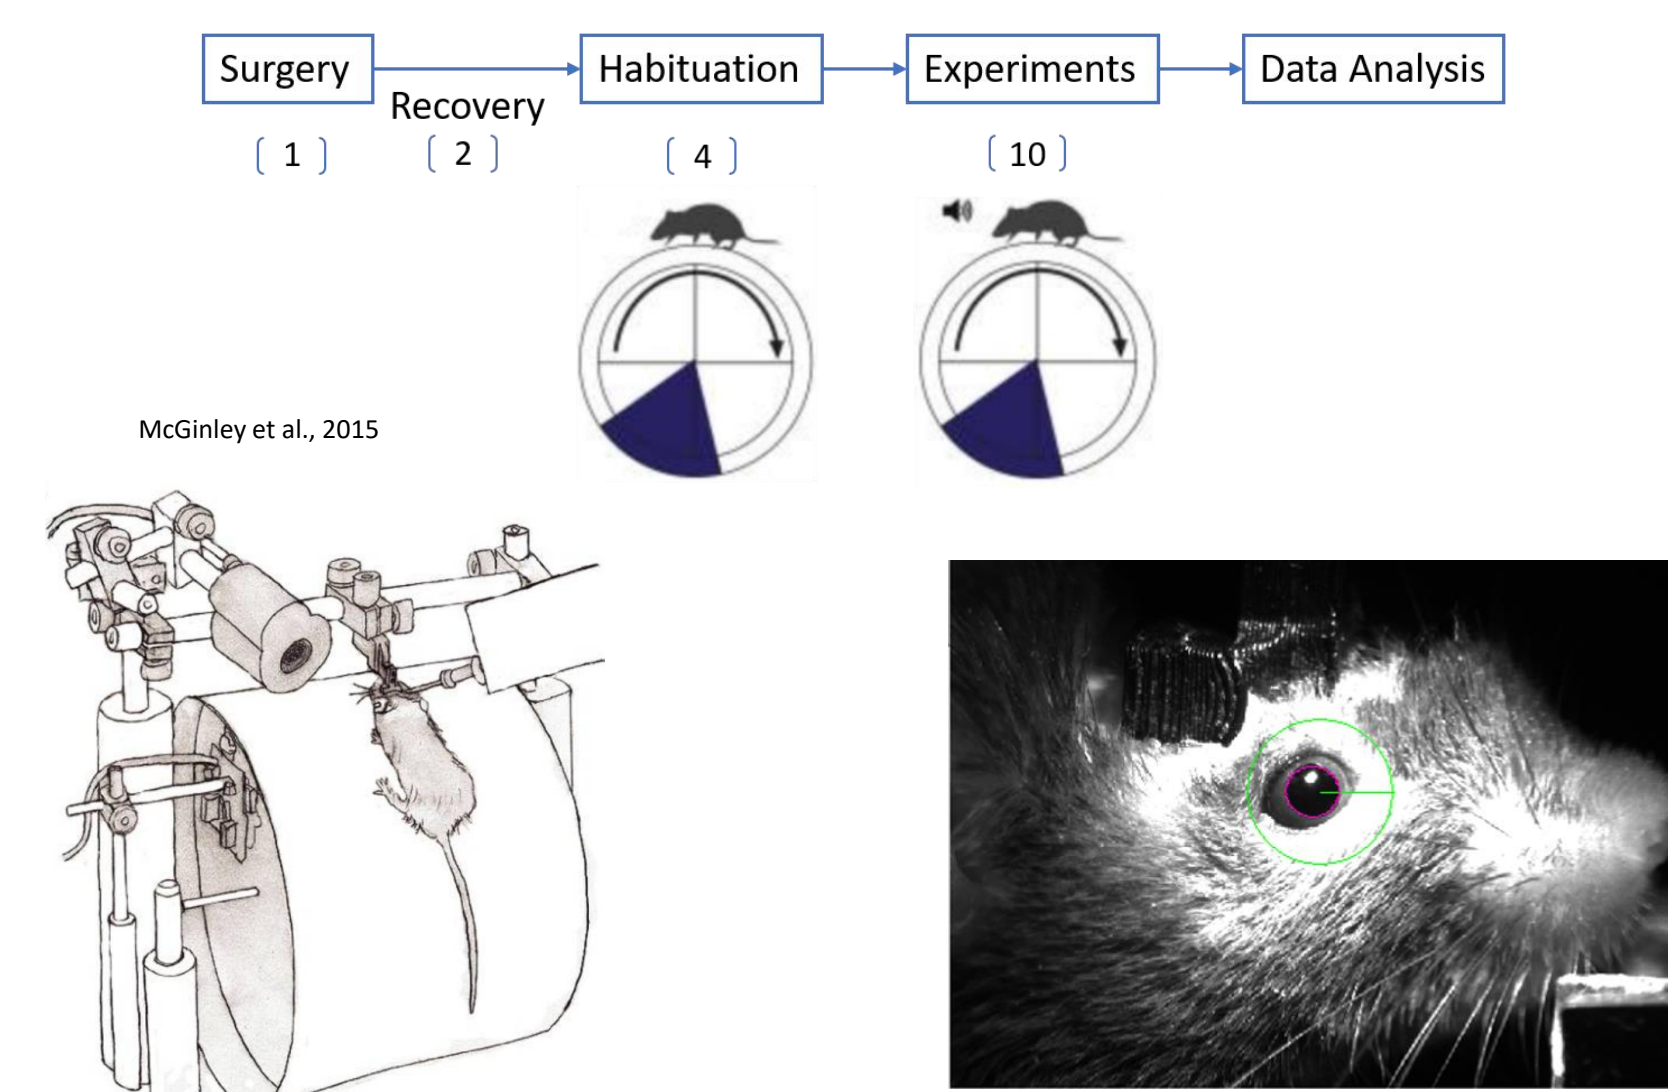 Surgery
Habituation
Experiments
Data Analysis
Recovery
[ 1 ]
[ 2 ]
[ 4 ]
[ 10 ]
McGinley et al., 2015